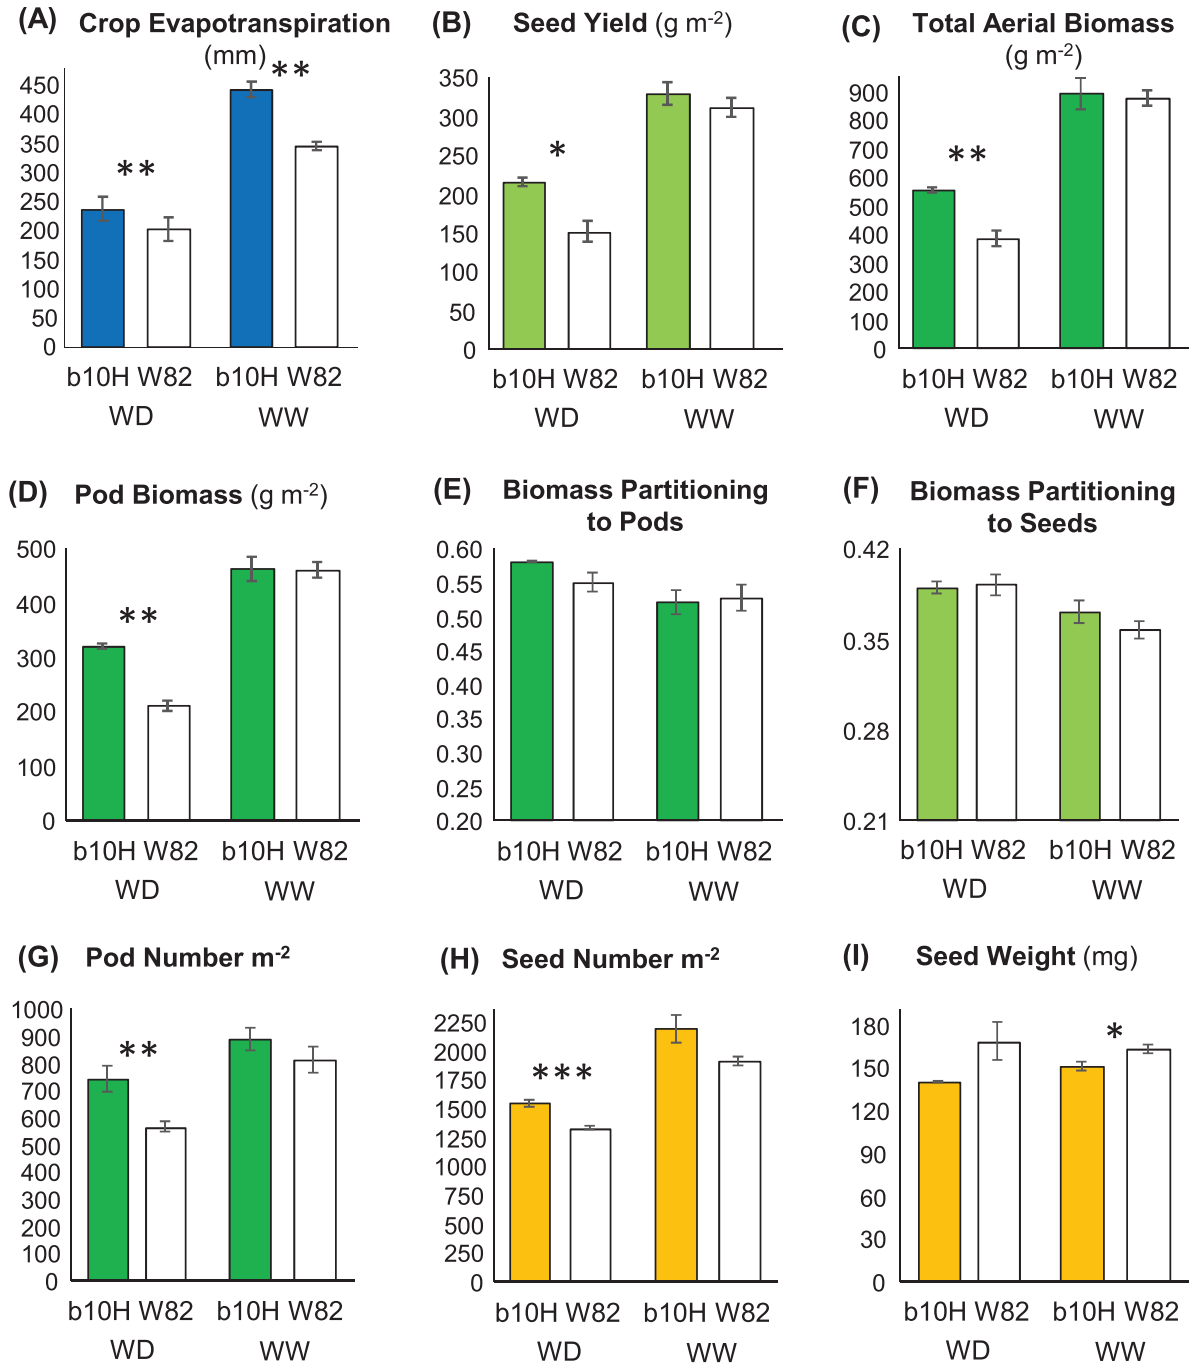 (A) Crop Evapotranspiration
(mm)
**
**
450
400
350
300
250
200
150
100
50
0
b10H W82 b10H W82
WD WW
(B) Seed Yield (g m-2)
*
350
300
250
200
150
100
50
0
b10H W82 b10H W82
WD WW
(C) Total Aerial Biomass
(g m-2)
**
900
800
700
600
500
400
300
200
100
0
b10H W82 b10H W82
WD WW
(D) Pod Biomass (g m-2)
**
500
400
300
200
100
0
b10H W82 b10H W82
WD WW
(E) Biomass Partitioning
to Pods
0.60
0.55
0.50
0.45
0.40
0.35
0.30
0.25
0.20
b10H W82 b10H W82
WD WW
(F) Biomass Partitioning
to Seeds
0.42
0.35
0.28
0.21
b10H W82 b10H W82
WD WW
(G) Pod Number m-2
**
1000
900
800
700
600
500
400
300
200
100
0
b10H W82 b10H W82
WD WW
(H) Seed Number m-2
***
2250
2000
1750
1500
1250
1000
750
500
250
0
b10H W82 b10H W82
WD WW
(I) Seed Weight (mg)
*
180
150
120
90
60
30
0
b10H W82 b10H W82
WD WW